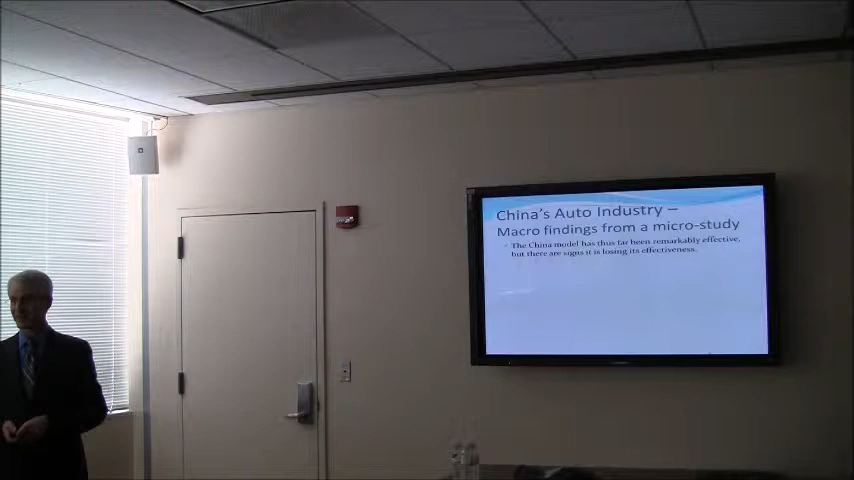 China's Auto Industry –
Macro findings from a micro-study
The China model has thus far been remarkably effective,
but there are signs it is losing its effectiveness.